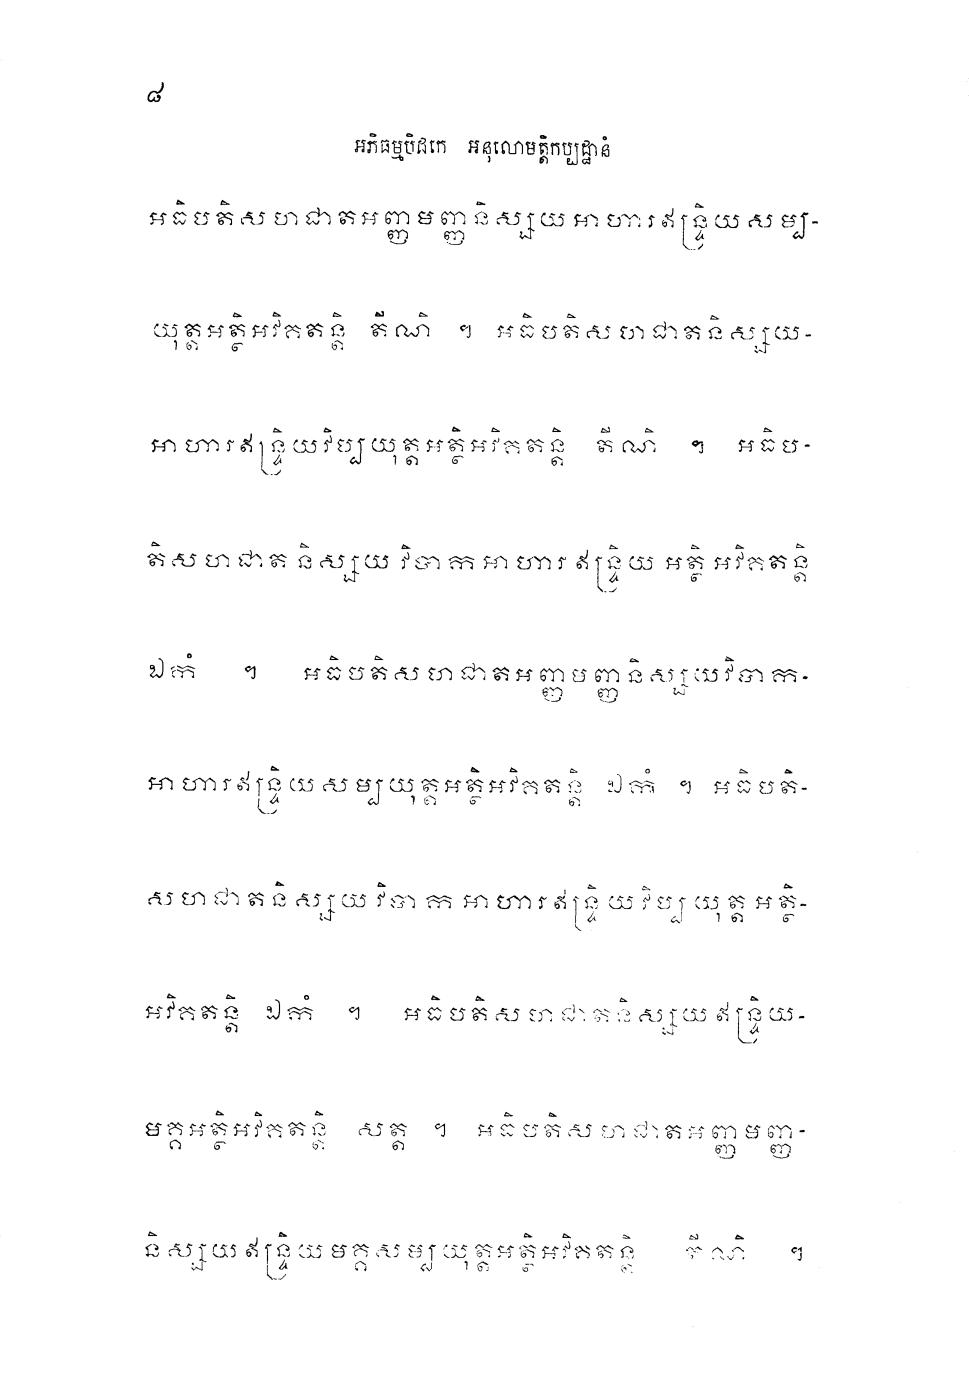 ៨
អភិធម្មបិដកេ អនុលោមត្តិកប្បដ្ឋានំ
អធិបតិសហជាតអញ្ញមញ្ញនិស្សយអាហារឥន្ទ្រិយសម្ប-
យុត្តអត្ថិអវិគតន្តិ តីណិ ។ អធិបតិសហជាតនិស្សយ-
អាហារឥន្ទ្រិយវិប្បយុត្តអត្ថិអវិគតន្តិ តីណិ ។ អធិប-
តិសហជាតនិស្សយវិបាកអាហារឥន្ទ្រិយអត្ថិអវិគតន្តិ
ឯកំ ។ អធិបតិសហជាតអញ្ញមញ្ញនិស្សយវិបាក-
អាហារឥន្ទ្រិយសម្បយុត្តអត្ថិអវិគតន្តិ ឯកំ ។ អធិបតិ-
សហជាតនិស្សយវិបាកអាហារឥន្ទ្រិយវិប្បយុត្តអត្ថិ-
អវិគតន្តិ ឯកំ ។ អធិបតិសហជាតនិស្សយឥន្ទ្រិយ-
មគ្គអត្ថិអវិគតន្តិ សត្ត ។ អធិបតិសហជាតអញ្ញមញ្ញ-
និស្សយឥន្ទ្រិយមគ្គសម្បយុត្តអត្ថិអវិគតន្តិ តីណិ ។